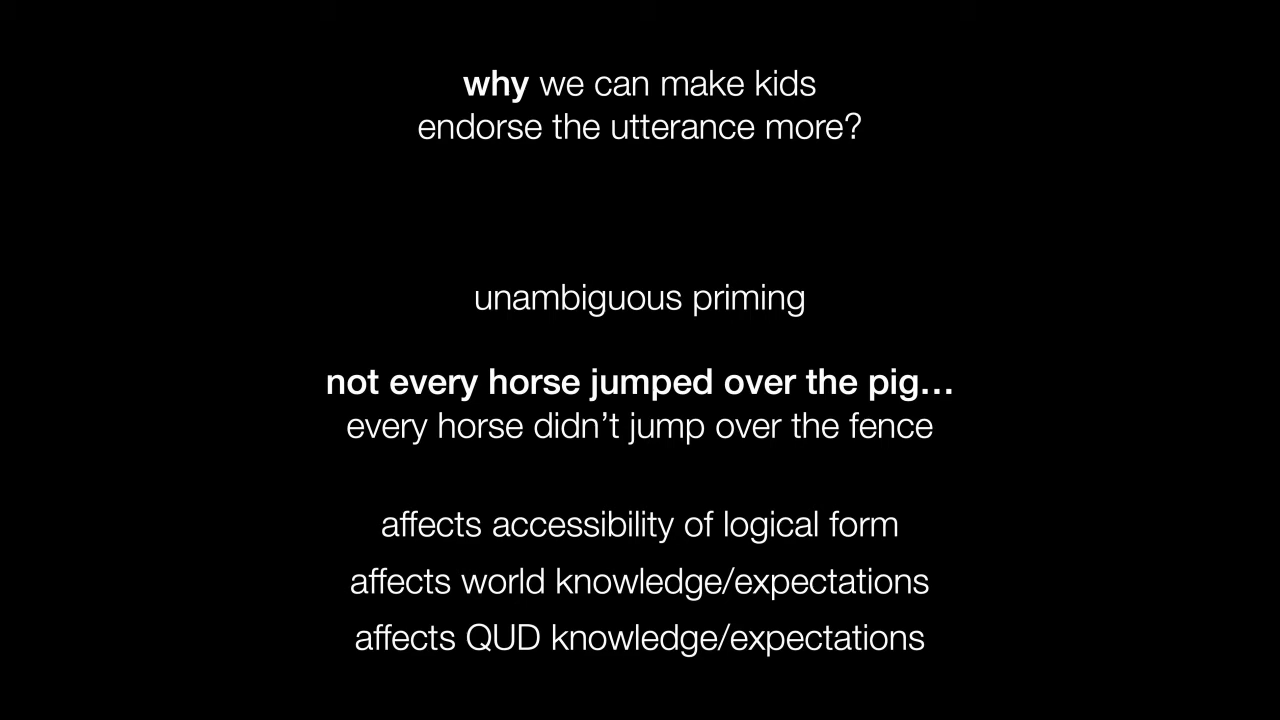 why we can make kids
endorse the utterance more?
unambiguous priming
not every horse jumped over the pig…
every horse didn’t jump over the fence
affects accessibility of logical form
affects world knowledge/expectations
affects QUD knowledge/expectations